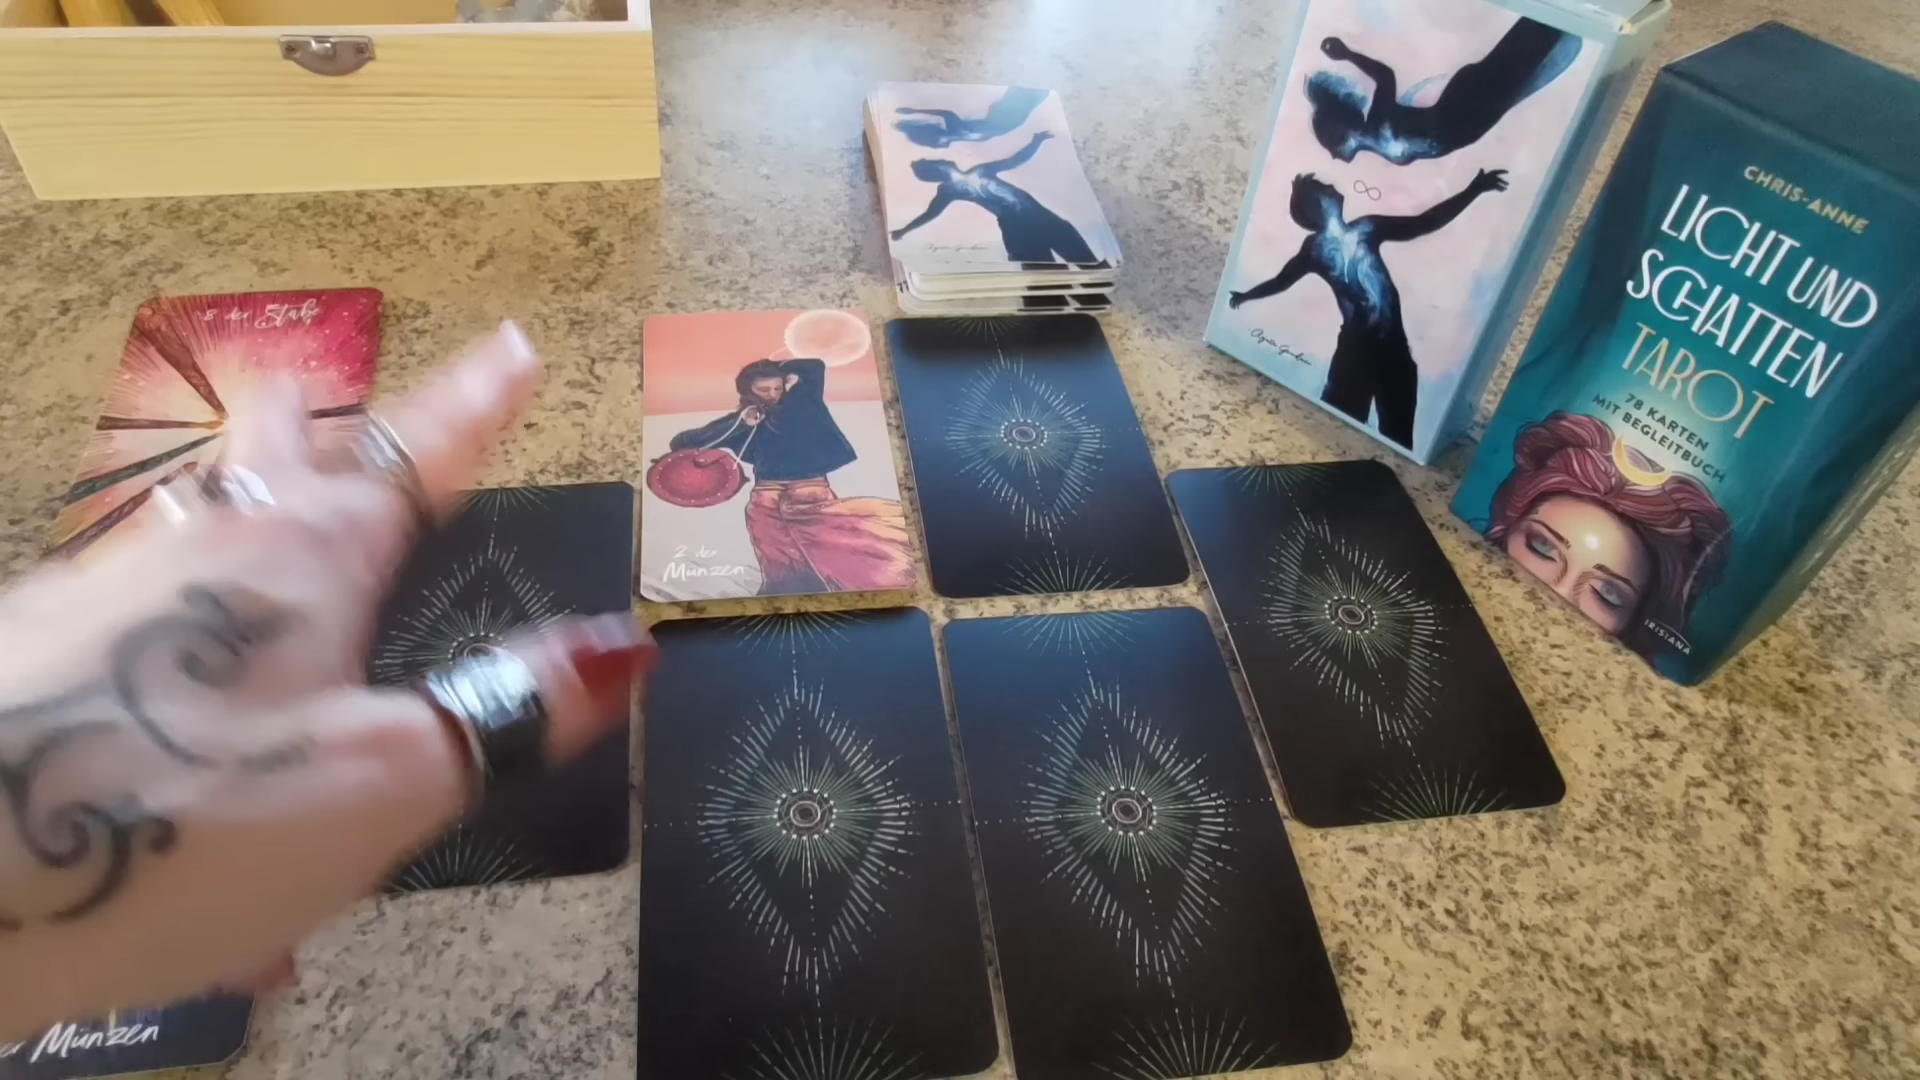 8 der Stäbe
2 der
Münzen
Münzen
CHRIS-ANNE
LICHT UND
SCHATTEN
TAROT
78 KARTEN
MIT BEGLEITBUCH
IRISIANA